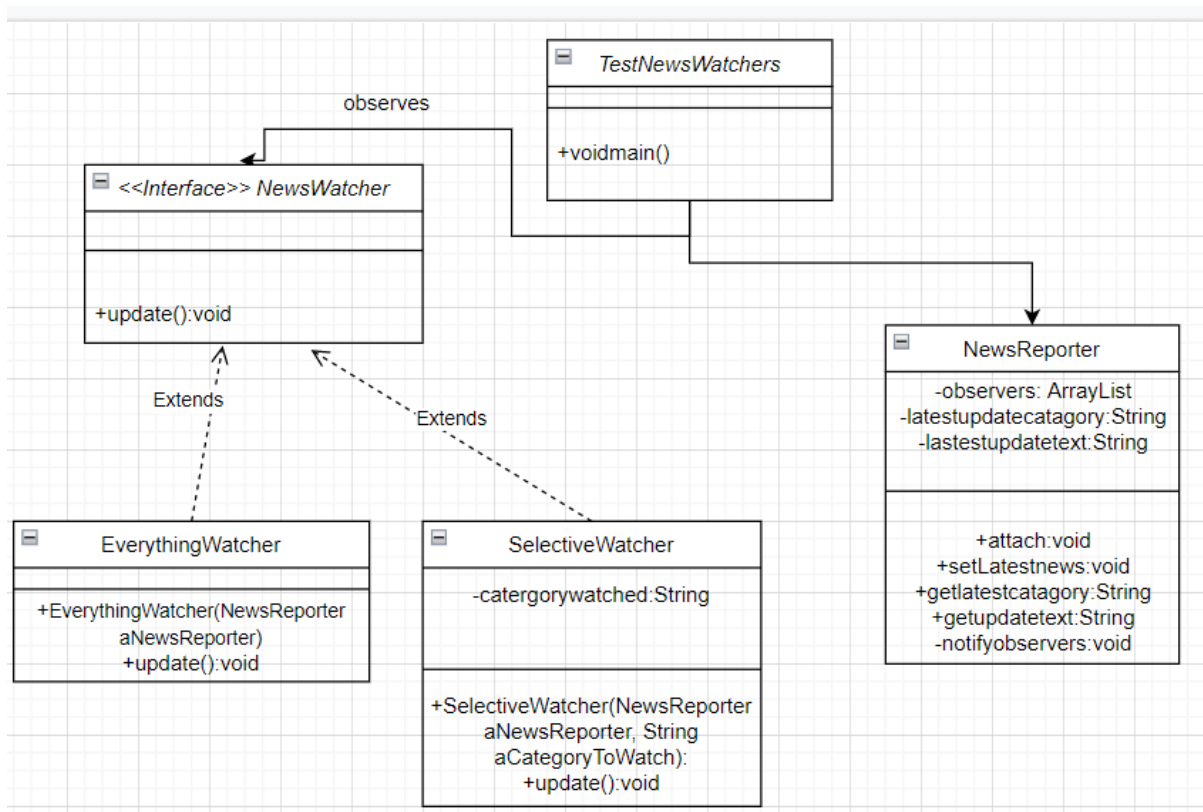 TestNewsWatchers
+voidmain()
observes
<<Interface>> NewsWatcher
+update():void
NewsReporter
-observers: ArrayList
-latestupdatecatagory:String
-lastestupdatetext:String
+attach:void
+setLatestnews:void
+getlatestcatagory:String
+getupdatetext:String
-notifyobservers:void
Extends
Extends
EverythingWatcher
+EverythingWatcher(NewsReporter
aNewsReporter)
+update():void
SelectiveWatcher
-catergorywatched:String
+SelectiveWatcher(NewsReporter
aNewsReporter, String
aCategoryToWatch):
+update():void